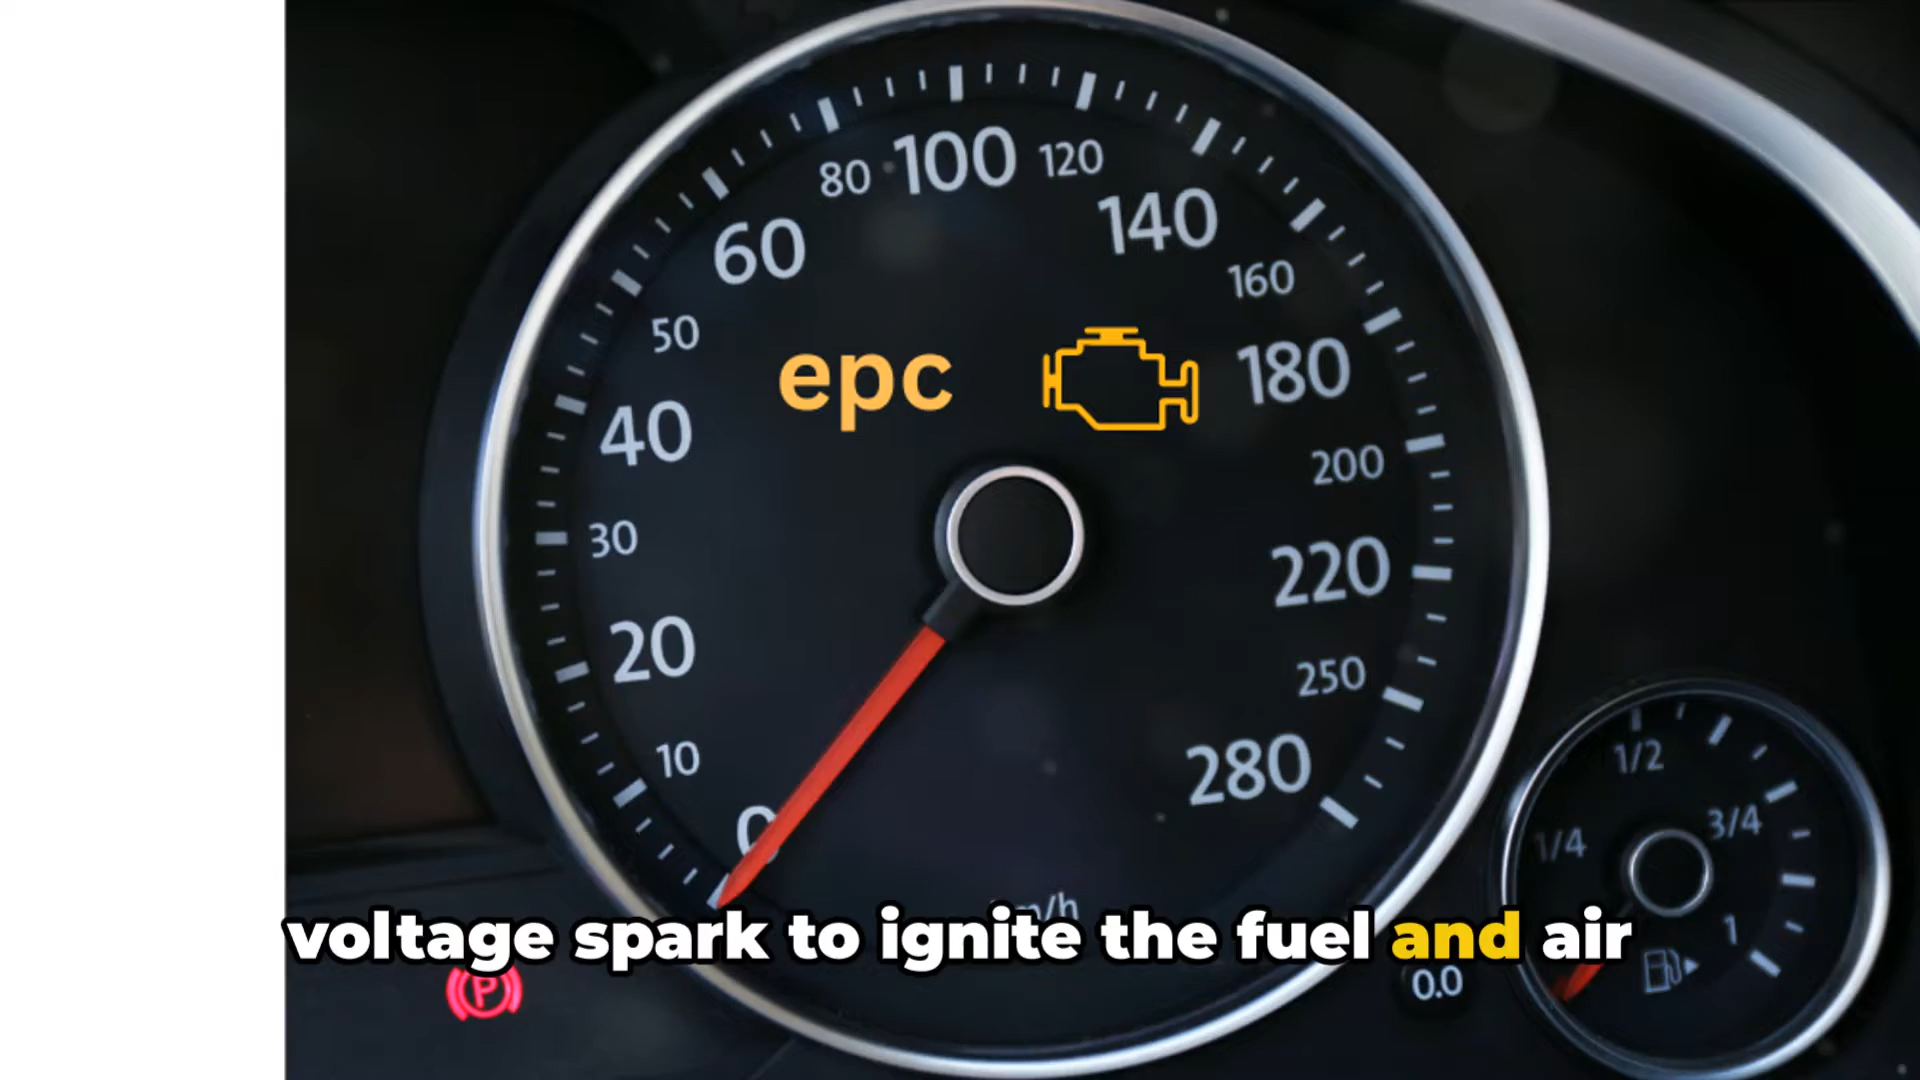 80 100 120
60 140
50 160
epc 180
40 200
30 220
20 250
10 280
0
1/2
1/4 3/4
1
voltage spark to ignite the fuel and air
P
0.0